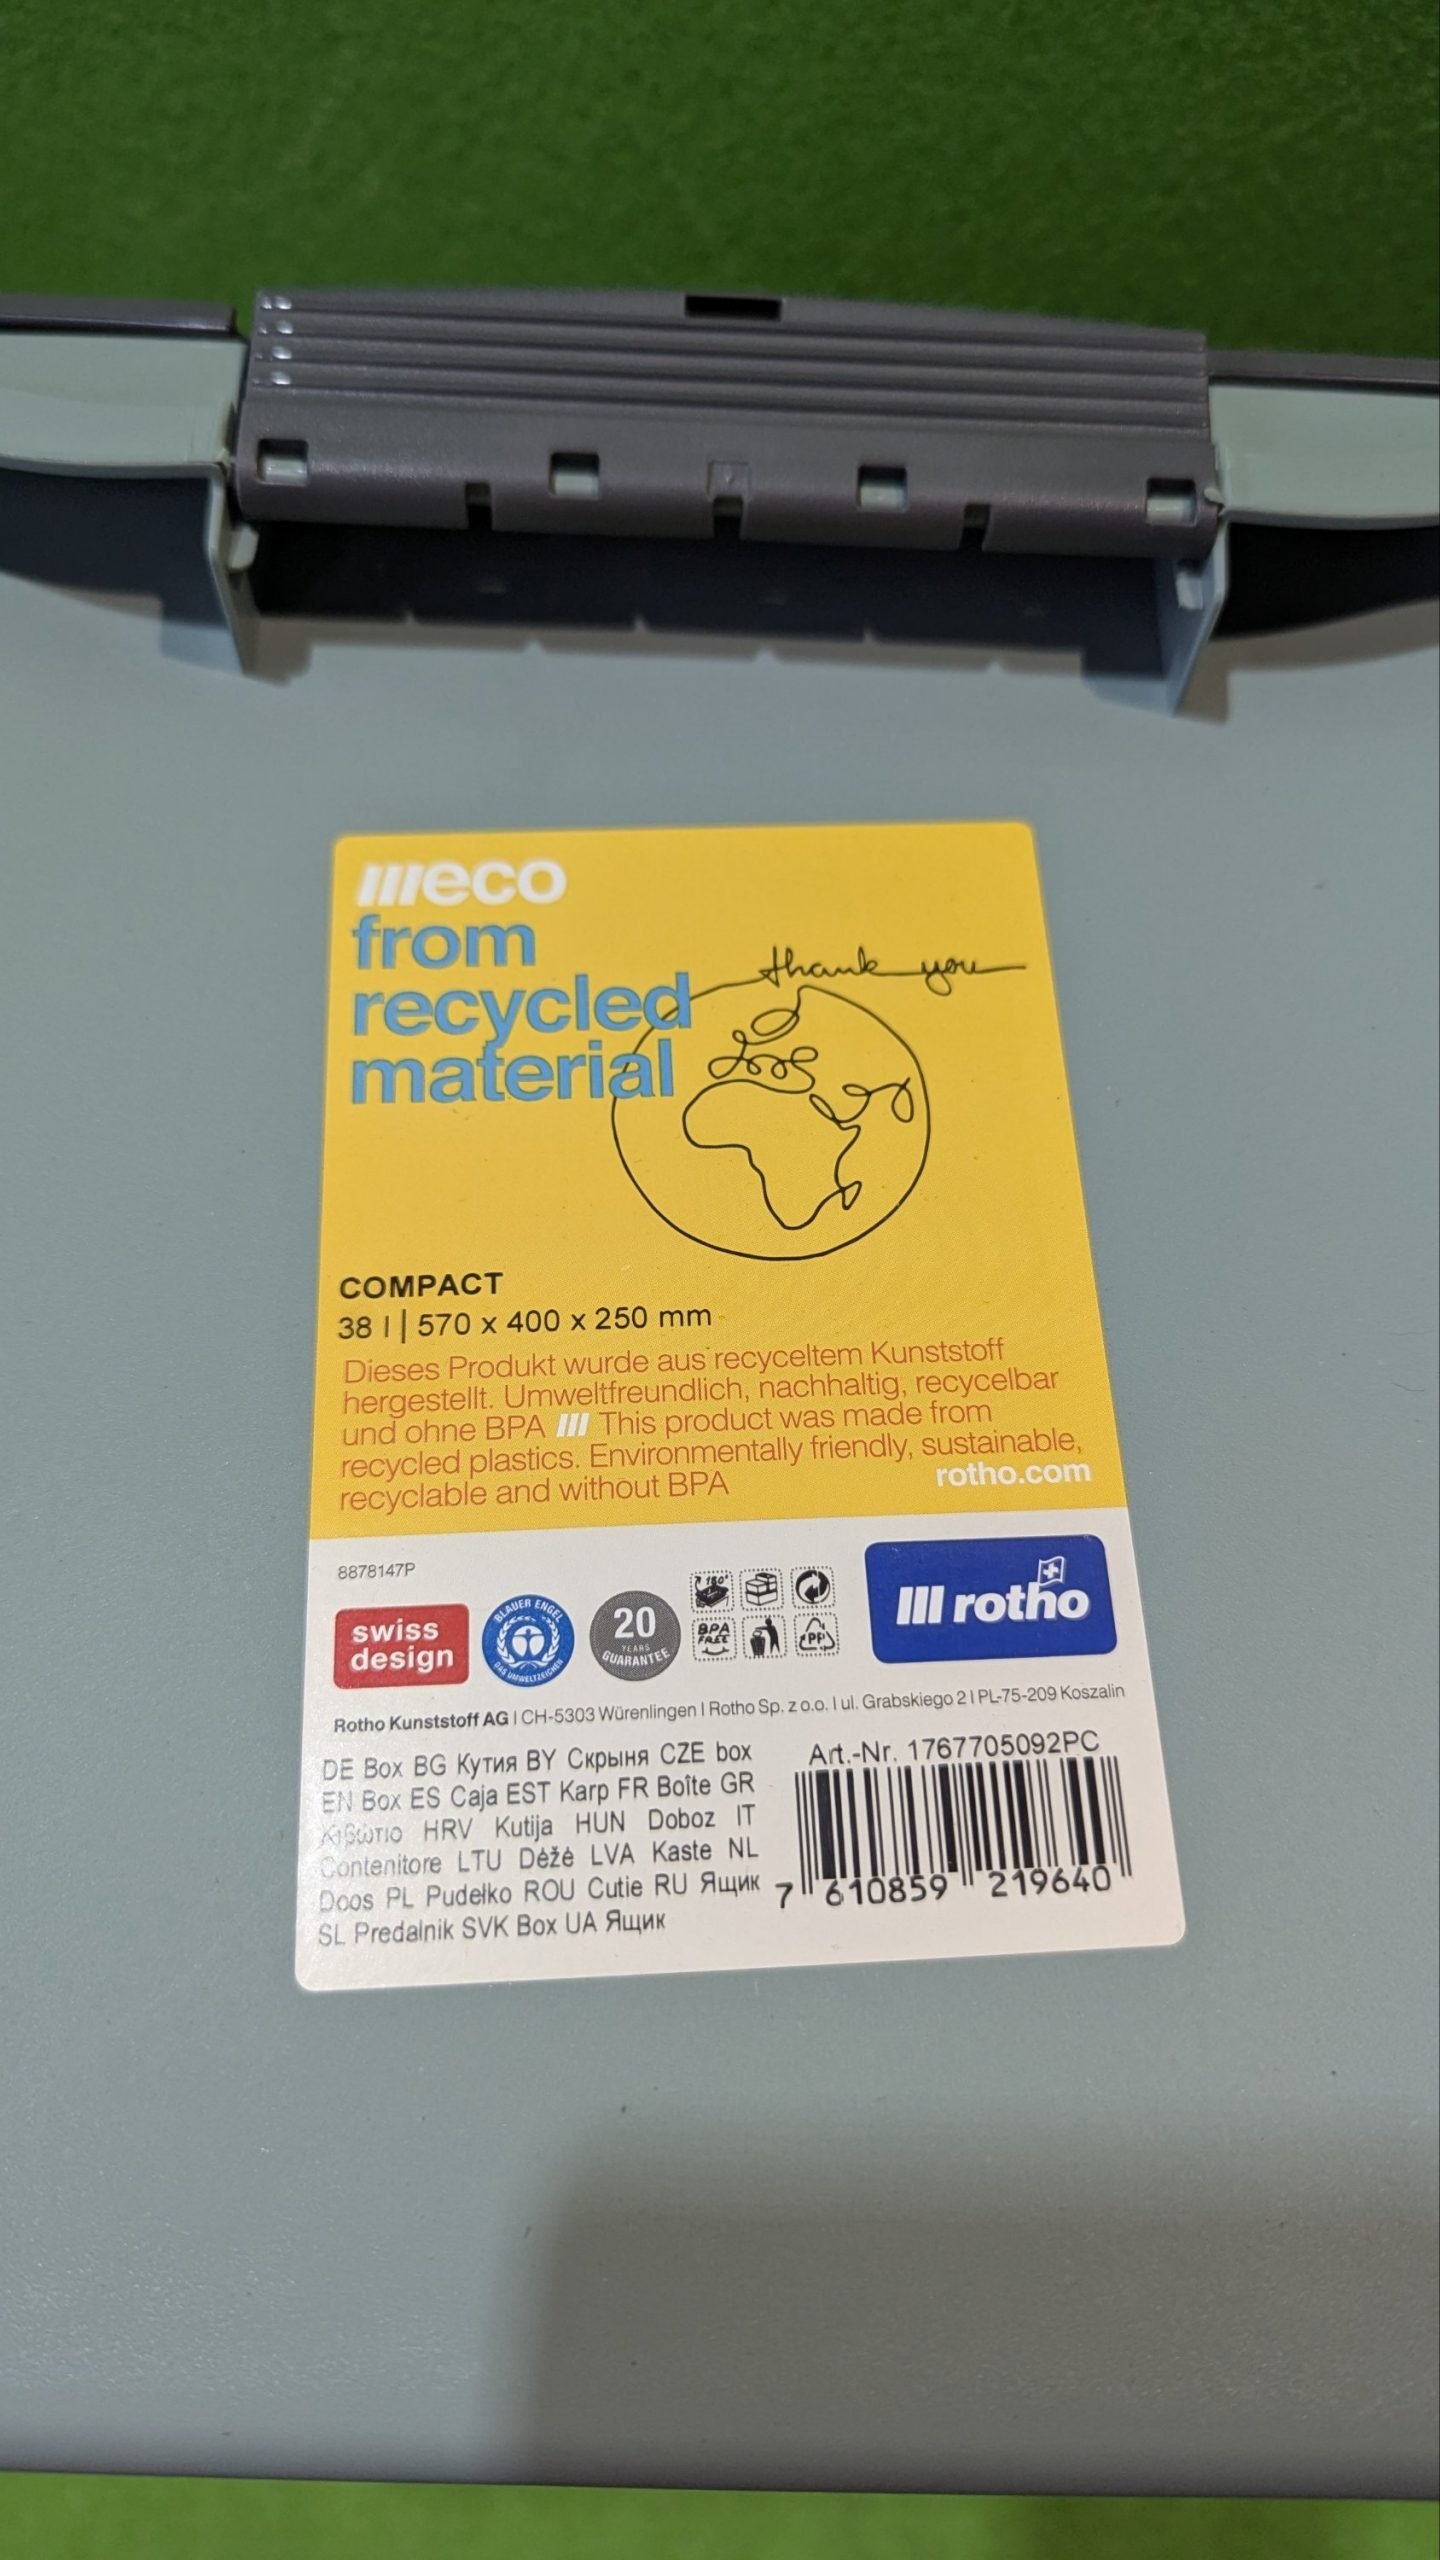 eco
from
recycled
material
thank you
COMPACT
38 l | 570 x 400 x 250 mm
Dieses Produkt wurde aus recyceltem Kunststoff
hergestellt. Umweltfreundlich, nachhaltig, recycelbar
und ohne BPA /// This product was made from
recycled plastics. Environmentally friendly, sustainable,
recyclable and without BPA
rotho.com
8878147P
swiss
design
BLAUER ENGEL
DAS UMWELTZEICHEN
20
YEARS
GUARANTEE
180°
BPA
FREE
PP
rotho
Rotho Kunststoff AG | CH-5303 Würenlingen | Rotho Sp. z o.o. | ul. Grabskiego 2 | PL-75-209 Koszalin
DE Box BG Кутия BY Скрыня CZE box
EN Box ES Caja EST Karp FR Boîte GR
Κιβώτιο HRV Kutija HUN Doboz IT
Contenitore LTU Dėžė LVA Kaste NL
Doos PL Pudełko ROU Cutie RU Ящик
SL Predalnik SVK Box UA Ящик
Art.-Nr. 1767705092PC
7 610859 219640